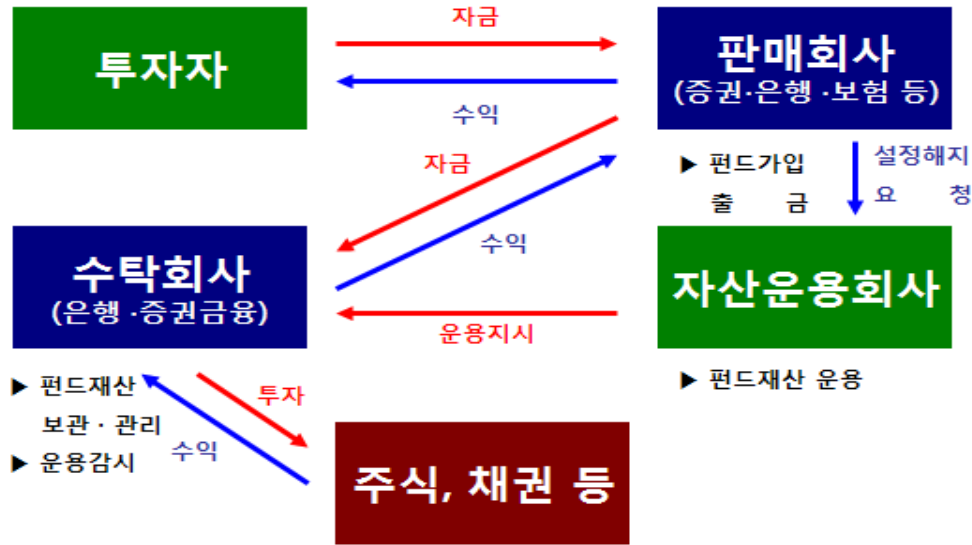 자금
투자자
판매회사
(증권·은행 ·보험 등)
수익
자금
▶ 펀드가입
출 금
설정해지
요 청
수익
수탁회사
(은행 ·증권금융)
자산운용회사
운용지시
▶ 펀드재산
보관 · 관리
▶ 운용감시
투자
수익
▶ 펀드재산 운용
주식, 채권 등